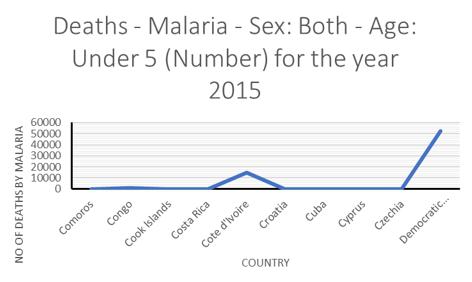 Deaths - Malaria - Sex: Both - Age:
Under 5 (Number) for the year
2015
NO OF DEATHS BY MALARIA
60000
50000
40000
30000
20000
10000
0
Comoros
Congo
Cook Islands
Costa Rica
Cote d'Ivoire
Croatia
Cuba
Cyprus
Czechia
Democratic...
COUNTRY